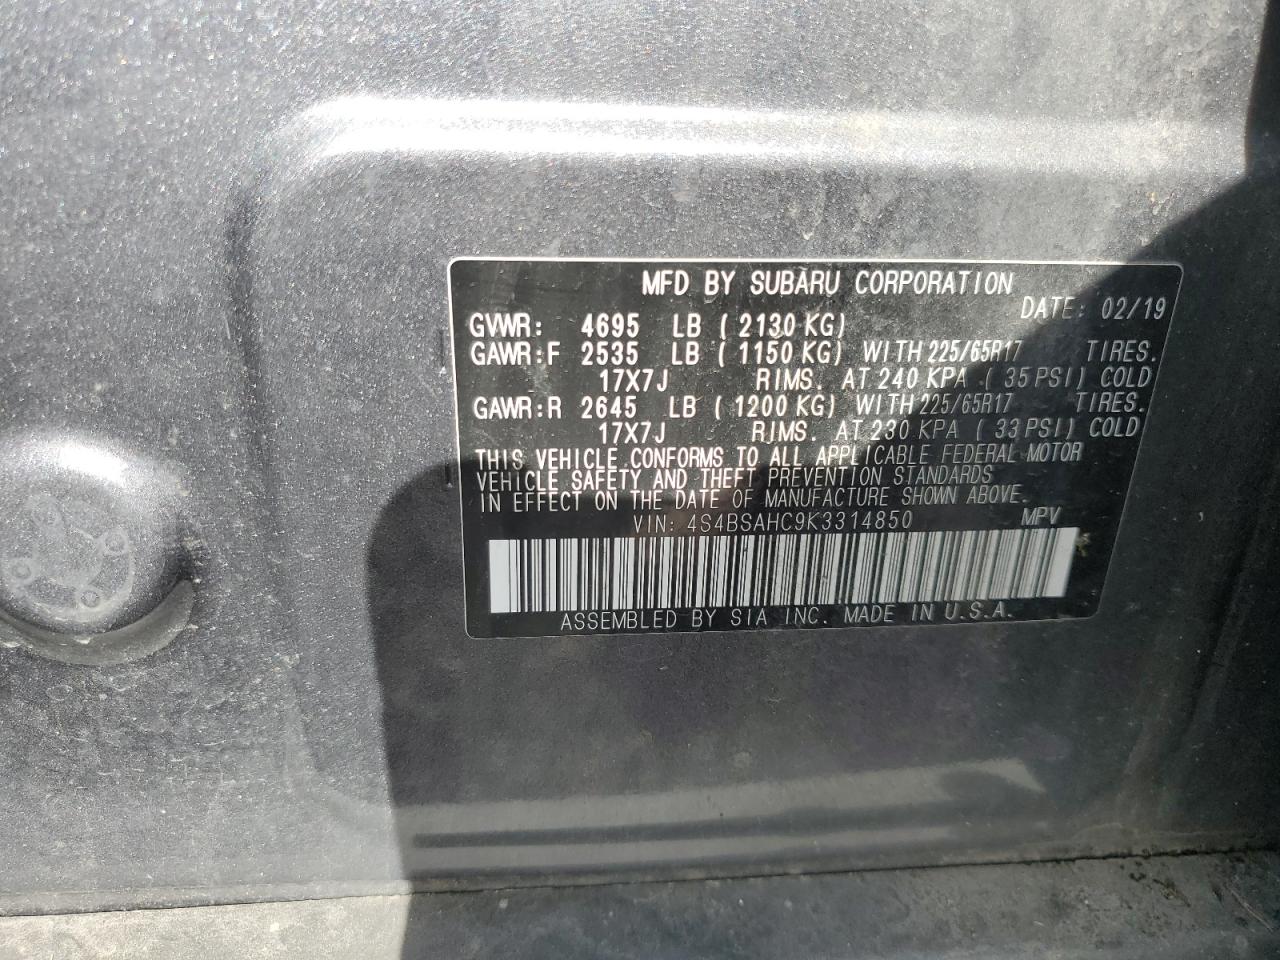 MFD BY SUBARU CORPORATION
DATE: 02/19
GVWR: 4695 LB ( 2130 KG)
GAWR:F 2535 LB ( 1150 KG) WITH 225/65R17 TIRES.
17X7J RIMS. AT 240 KPA ( 35 PSI) COLD
GAWR:R 2645 LB ( 1200 KG) WITH 225/65R17 TIRES.
17X7J RIMS. AT 230 KPA ( 33 PSI) COLD
THIS VEHICLE CONFORMS TO ALL APPLICABLE FEDERAL MOTOR
VEHICLE SAFETY AND THEFT PREVENTION STANDARDS
IN EFFECT ON THE DATE OF MANUFACTURE SHOWN ABOVE.
VIN: 4S4BSAHC9K3314850 MPV
ASSEMBLED BY SIA INC. MADE IN U.S.A.